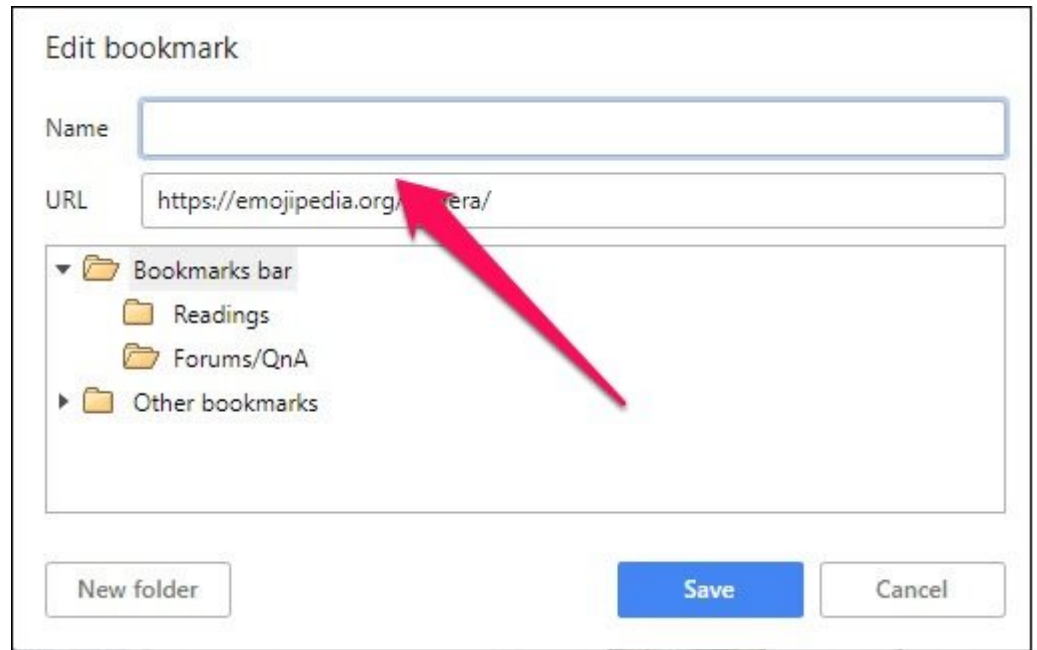 Edit bookmark
Name
URL https://emojipedia.org/ era/
Bookmarks bar
Readings
Forums/QnA
Other bookmarks
New folder Save Cancel